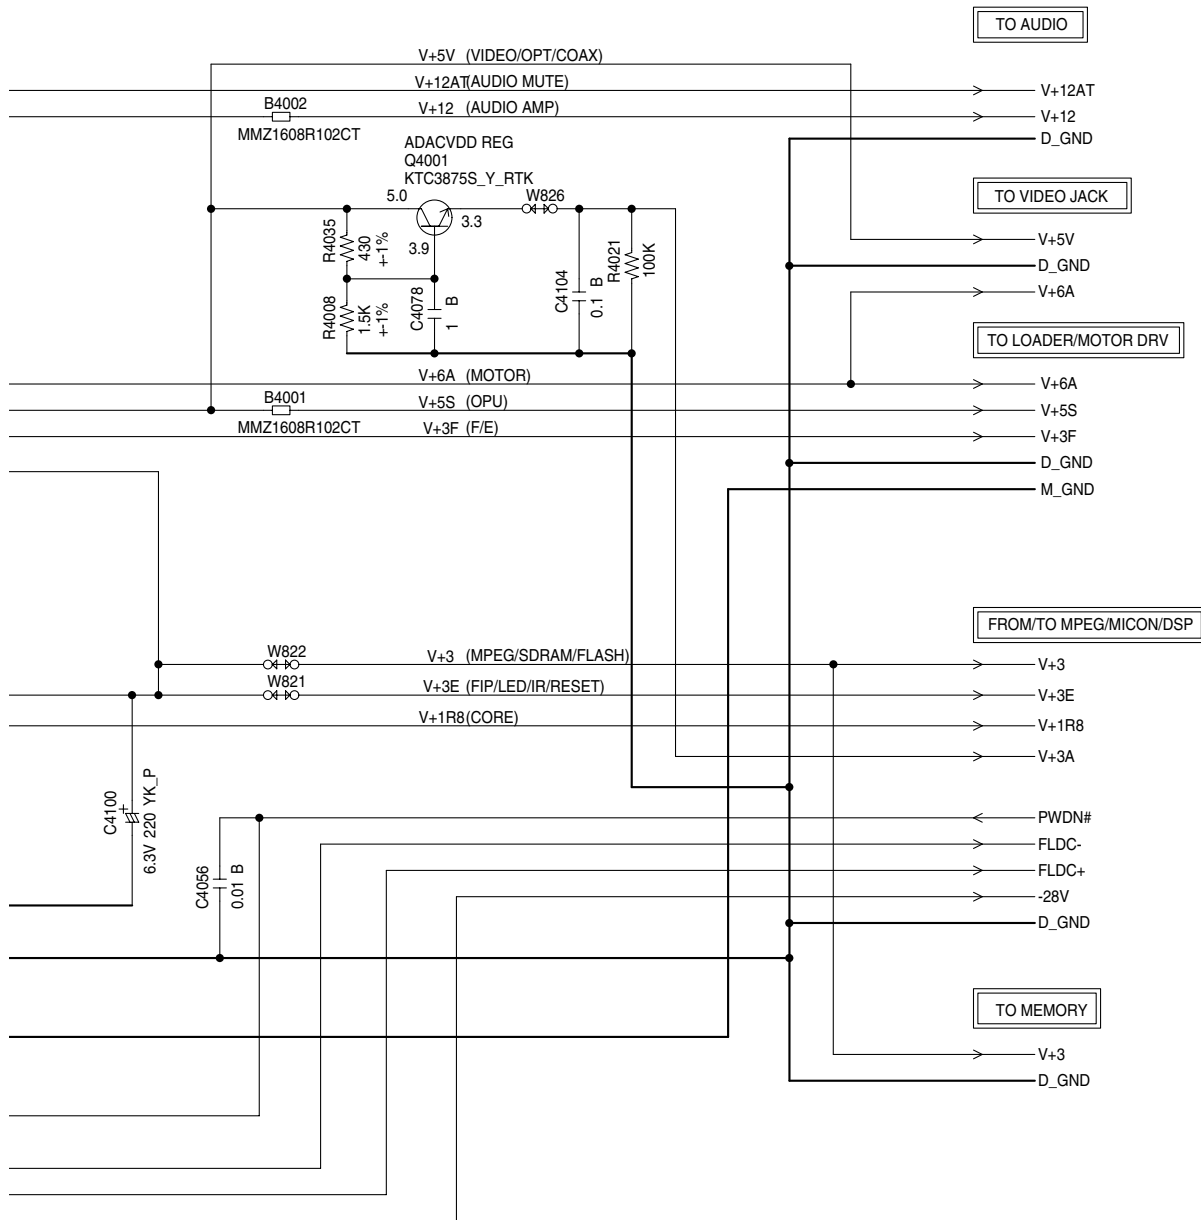 TO AUDIO
V+5V (VIDEO/OPT/COAX)
V+12AT(AUDIO MUTE)
V+12AT
B4002
V+12 (AUDIO AMP)
V+12
MMZ1608R102CT
D_GND
ADACVDD REG
Q4001
KTC3875S_Y_RTK
5.0
W826
3.3
3.9
R4035
430
+-1%
R4008
1.5K
+-1%
C4078
1 B
C4104
0.1 B
R4021
100K
TO VIDEO JACK
V+5V
D_GND
V+6A
TO LOADER/MOTOR DRV
V+6A (MOTOR)
V+6A
B4001
V+5S (OPU)
V+5S
MMZ1608R102CT
V+3F (F/E)
V+3F
D_GND
M_GND
FROM/TO MPEG/MICON/DSP
W822
V+3 (MPEG/SDRAM/FLASH)
V+3
W821
V+3E (FIP/LED/IR/RESET)
V+3E
V+1R8(CORE)
V+1R8
V+3A
C4100
+
6.3V 220 YK_P
C4056
0.01 B
PWDN#
FLDC-
FLDC+
-28V
D_GND
TO MEMORY
V+3
D_GND